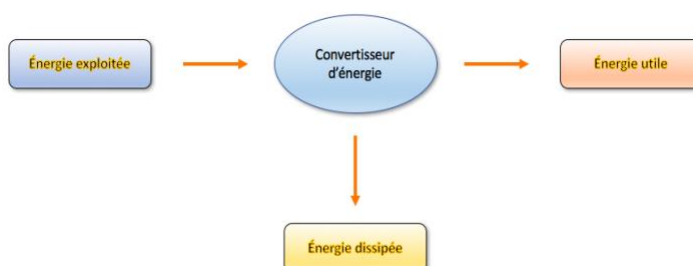 Énergie exploitée
Convertisseur
d'énergie
Énergie utile
Énergie dissipée